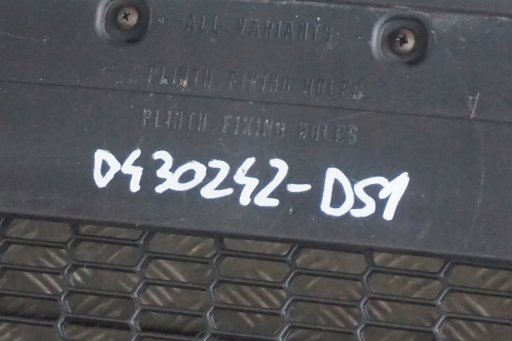 ALL VARIANTS
PLINTH FIXING HOLES
PLINTH FIXING HOLES
D430242-DS1